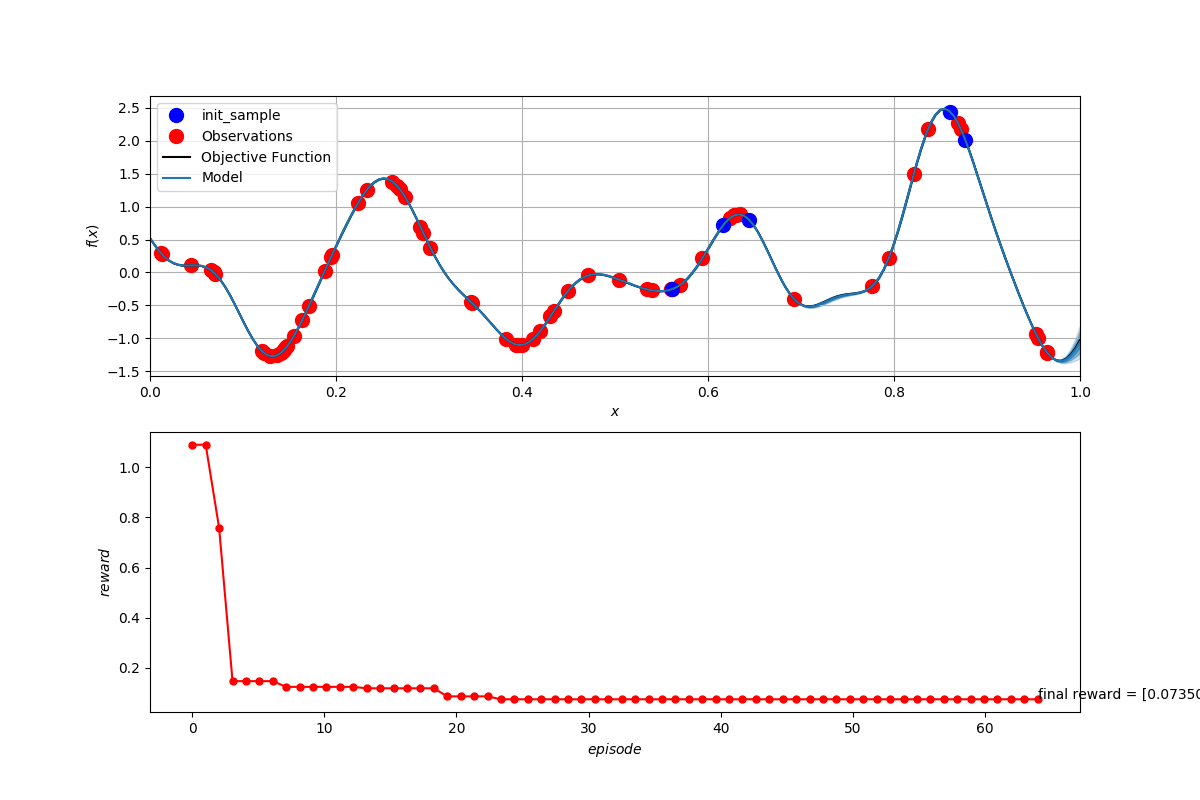 2.5
2.0
1.5
1.0
0.5
0.0
−0.5
−1.0
−1.5
f(x)
init_sample
Observations
Objective Function
Model
0.0 0.2 0.4 0.6 0.8 1.0
x
1.0
0.8
0.6
0.4
0.2
reward
final reward = [0.07350
0 10 20 30 40 50 60
episode